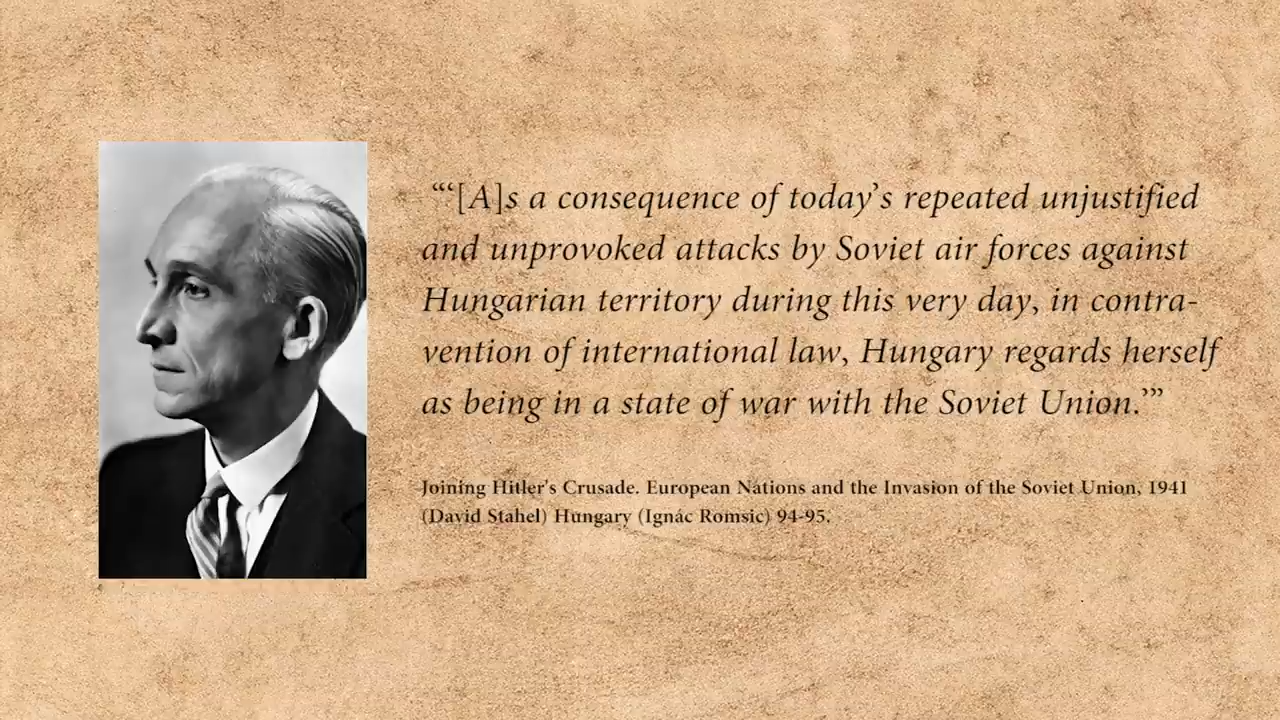 “‘[A]s a consequence of today’s repeated unjustified
and unprovoked attacks by Soviet air forces against
Hungarian territory during this very day, in contra-
vention of international law, Hungary regards herself
as being in a state of war with the Soviet Union.’”
Joining Hitler's Crusade. European Nations and the Invasion of the Soviet Union, 1941
(David Stahel) Hungary (Ignác Romsic) 94-95.